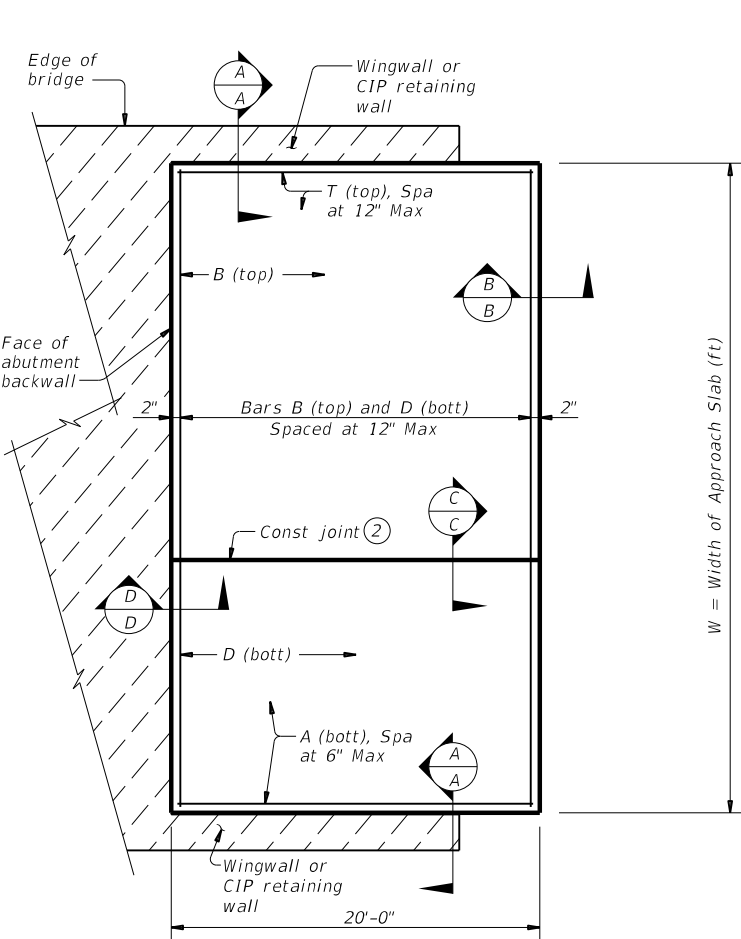 Edge of
bridge
A
A
Wingwall or
CIP retaining
wall
T (top), Spa
at 12" Max
B (top)
B
B
Face of
abutment
backwall
2"
Bars B (top) and D (bott)
Spaced at 12" Max
2"
W = Width of Approach Slab (ft)
C
C
Const joint 2
D
D
D (bott)
A (bott), Spa
at 6" Max
A
A
Wingwall or
CIP retaining
wall
20'-0"